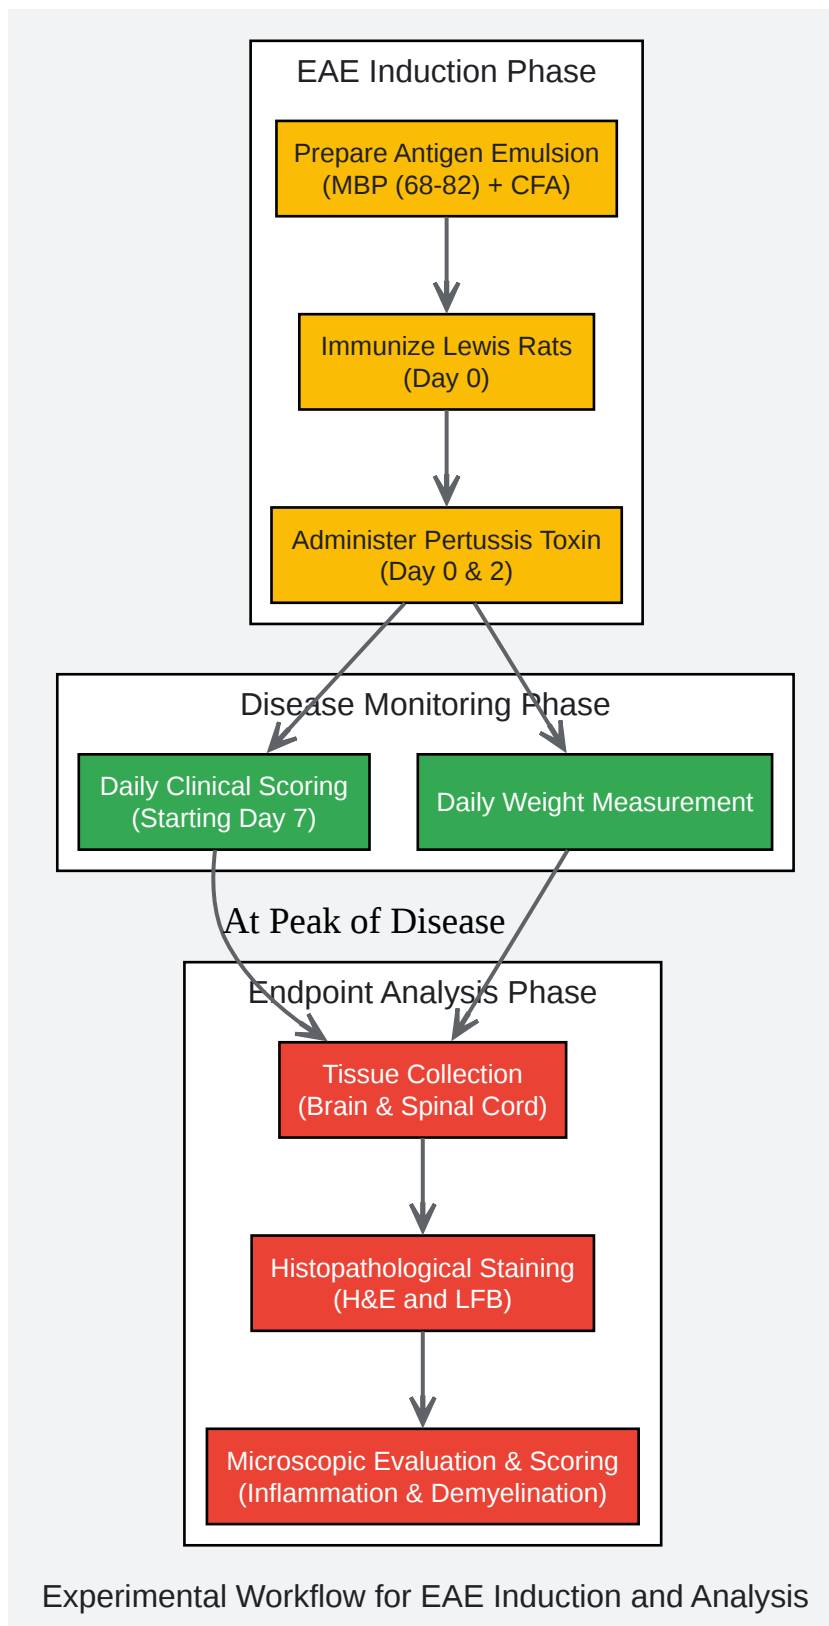 EAE Induction Phase
Prepare Antigen Emulsion
(MBP (68-82) + CFA)
Immunize Lewis Rats
(Day 0)
Administer Pertussis Toxin
(Day 0 & 2)
Disease Monitoring Phase
Daily Clinical Scoring
(Starting Day 7)
Daily Weight Measurement
At Peak of Disease
Endpoint Analysis Phase
Tissue Collection
(Brain & Spinal Cord)
Histopathological Staining
(H&E and LFB)
Microscopic Evaluation & Scoring
(Inflammation & Demyelination)
Experimental Workflow for EAE Induction and Analysis